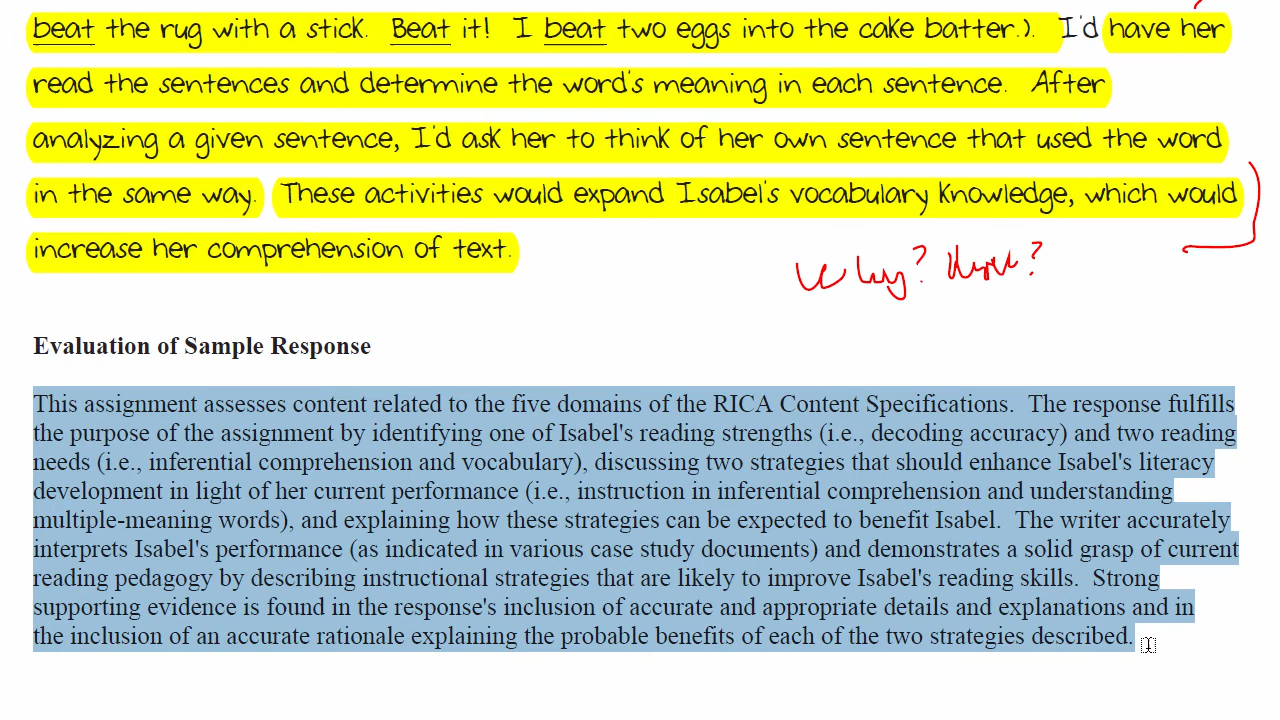 beat the rug with a stick. Beat it! I beat two eggs into the cake batter.). I'd have her
read the sentences and determine the word's meaning in each sentence. After
analyzing a given sentence, I'd ask her to think of her own sentence that used the word
in the same way. These activities would expand Isabel's vocabulary knowledge, which would
increase her comprehension of text.
Why? How?
Evaluation of Sample Response
This assignment assesses content related to the five domains of the RICA Content Specifications. The response fulfills
the purpose of the assignment by identifying one of Isabel's reading strengths (i.e., decoding accuracy) and two reading
needs (i.e., inferential comprehension and vocabulary), discussing two strategies that should enhance Isabel's literacy
development in light of her current performance (i.e., instruction in inferential comprehension and understanding
multiple-meaning words), and explaining how these strategies can be expected to benefit Isabel. The writer accurately
interprets Isabel's performance (as indicated in various case study documents) and demonstrates a solid grasp of current
reading pedagogy by describing instructional strategies that are likely to improve Isabel's reading skills. Strong
supporting evidence is found in the response's inclusion of accurate and appropriate details and explanations and in
the inclusion of an accurate rationale explaining the probable benefits of each of the two strategies described.